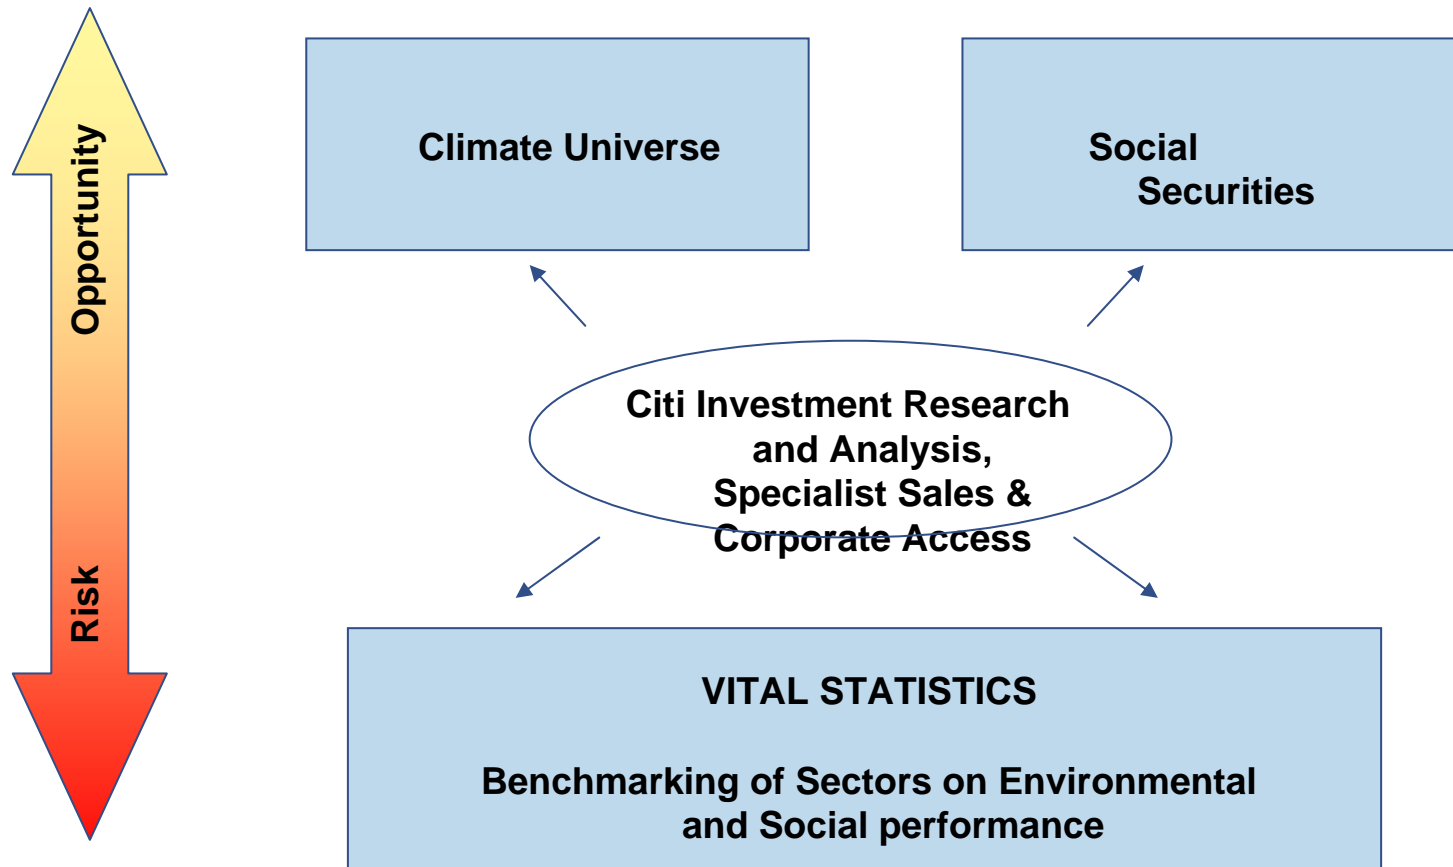 Opportunity
Risk
Climate Universe
Social
Securities
Citi Investment Research
and Analysis,
Specialist Sales &
Corporate Access
VITAL STATISTICS
Benchmarking of Sectors on Environmental
and Social performance